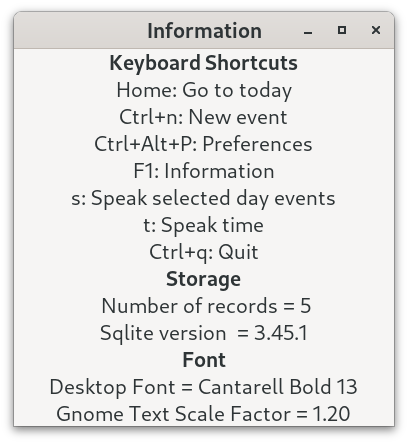 Information
Keyboard Shortcuts
Home: Go to today
Ctrl+n: New event
Ctrl+Alt+P: Preferences
F1: Information
s: Speak selected day events
t: Speak time
Ctrl+q: Quit
Storage
Number of records = 5
Sqlite version  = 3.45.1
Font
Desktop Font = Cantarell Bold 13
Gnome Text Scale Factor = 1.20